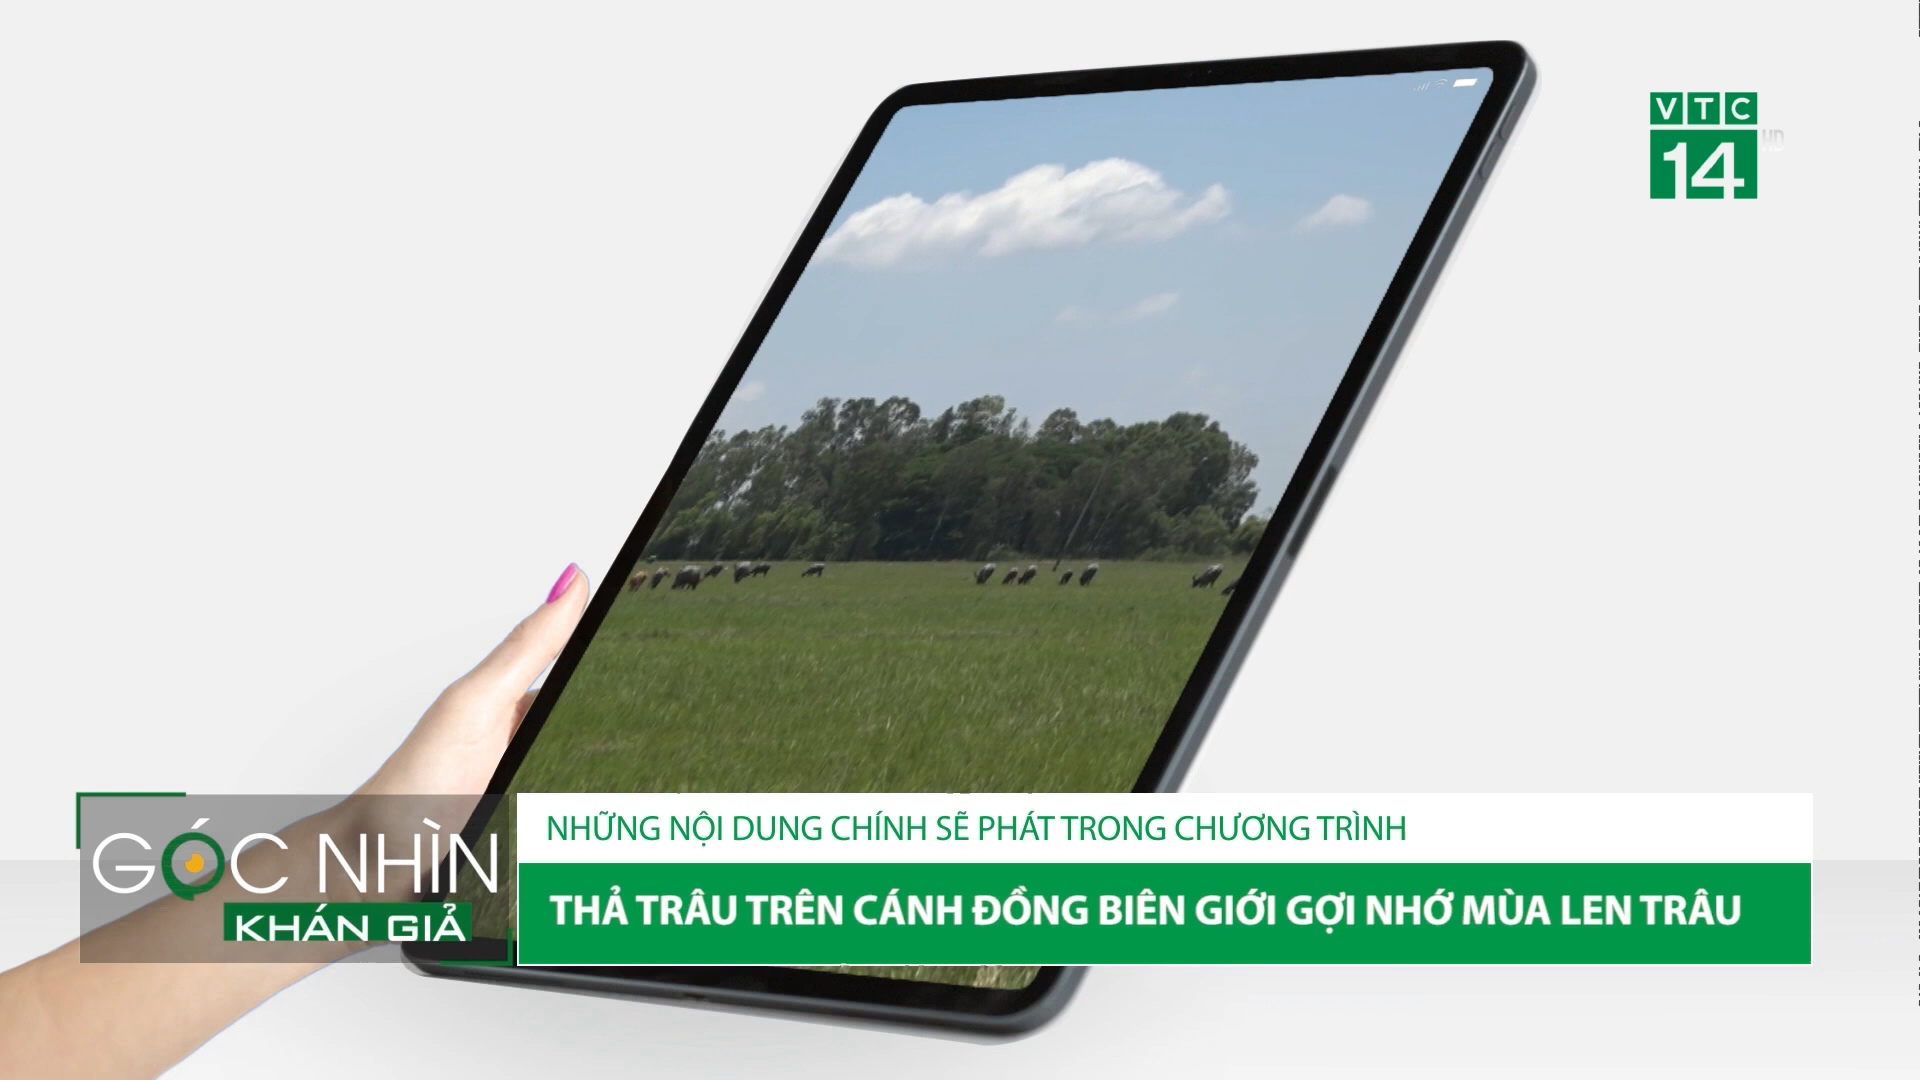 VTC
14
HD
NHỮNG NỘI DUNG CHÍNH SẼ PHÁT TRONG CHƯƠNG TRÌNH
GÓC NHÌN
KHÁN GIẢ
THẢ TRÂU TRÊN CÁNH ĐỒNG BIÊN GIỚI GỢI NHỚ MÙA LEN TRÂU